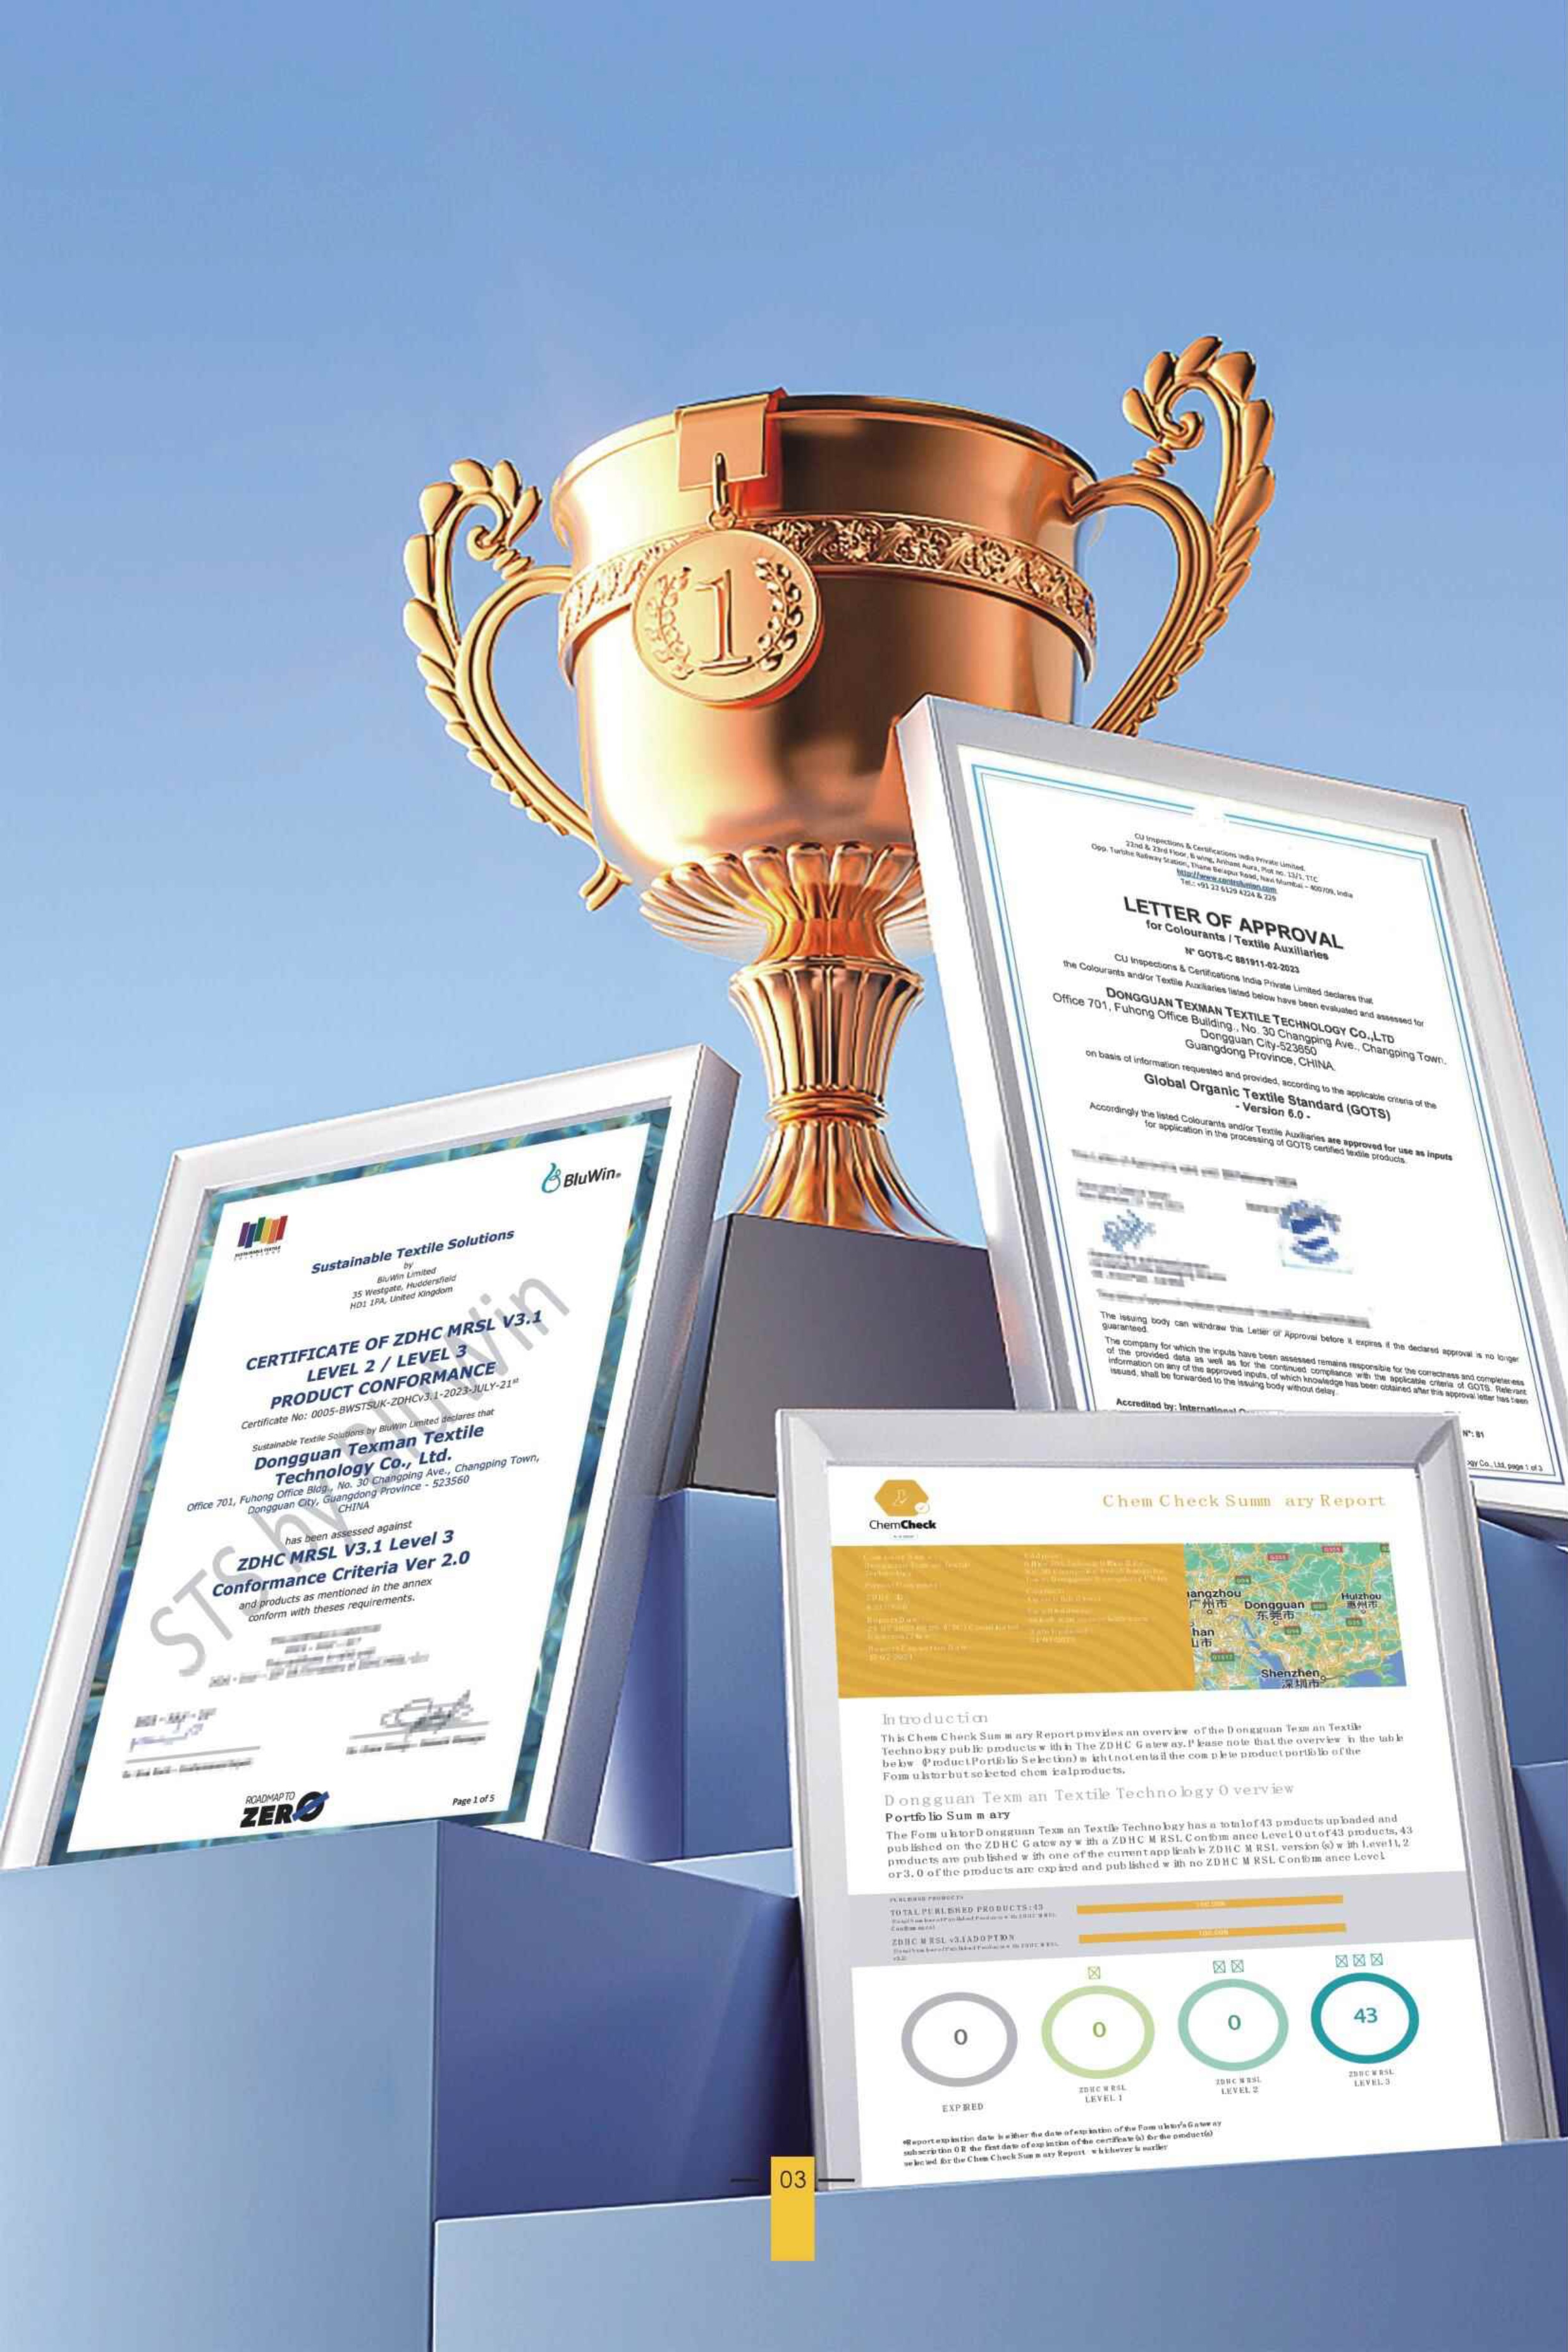 1
CU Inspections & Certifications India Private Limited.
22nd & 23rd Floor, B wing, Arihant Aura, Plot no. 13/1, TTC
Opp. Turbhe Railway Station, Thane Belapur Road, Navi Mumbai – 400709, India
http://www.controlunion.com
Tel.: +91 22 6129 4224 & 229
LETTER OF APPROVAL
for Colourants / Textile Auxiliaries
N° GOTS-C 881911-02-2023
CU Inspections & Certifications India Private Limited declares that
the Colourants and/or Textile Auxiliaries listed below have been evaluated and assessed for
DONGGUAN TEXMAN TEXTILE TECHNOLOGY CO.,LTD
Office 701, Fuhong Office Building., No. 30 Changping Ave., Changping Town.
Dongguan City-523650
Guangdong Province, CHINA
on basis of information requested and provided, according to the applicable criteria of the
Global Organic Textile Standard (GOTS)
- Version 6.0 -
Accordingly the listed Colourants and/or Textile Auxiliaries are approved for use as inputs
for application in the processing of GOTS certified textile products.
The issuing body can withdraw this Letter of Approval before it expires if the declared approval is no longer
guaranteed.
The company for which the inputs have been assessed remains responsible for the correctness and completeness
of the provided data as well as for the continued compliance with the applicable criteria of GOTS. Relevant
information on any of the approved inputs, of which knowledge has been obtained after this approval letter has been
issued, shall be forwarded to the issuing body without delay.
Accredited by: International
N°: 81
Co., Ltd, page 1 of 3
BluWin
SUSTAINABLE TEXTILE
SOLUTIONS
Sustainable Textile Solutions
by
BluWin Limited
35 Westgate, Huddersfield
HD1 1PA, United Kingdom
CERTIFICATE OF ZDHC MRSL V3.1
LEVEL 2 / LEVEL 3
PRODUCT CONFORMANCE
Certificate No: 0005-BWSTSUK-ZDHCV3.1-2023-JULY-21st
Sustainable Textile Solutions by BluWin Limited declares that
Dongguan Texman Textile
Technology Co., Ltd.
Office 701, Fuhong Office Bldg., No. 30 Changping Ave., Changping Town,
Dongguan City, Guangdong Province - 523560
CHINA
has been assessed against
ZDHC MRSL V3.1 Level 3
Conformance Criteria Ver 2.0
and products as mentioned in the annex
conform with theses requirements.
STS by BluWin
ROADMAP TO
ZERO
Page 1 of 5
ChemCheck
Chem Check Summ ary Report
广州市
Dongguan
东莞市
Huizhou
惠州市
Shenzhen
深圳市
Introduction
This Chem Check Summary Report provides an overview of the Dongguan Texman Textile
Technology public products within The ZDHC Gateway. Please note that the overview in the table
below (Product Portfolio Selection) might not entail the complete product portfolio of the
Formulator but selected chemical products.
Dongguan Texman Textile Technology Overview
Portfolio Summary
The Formulator Dongguan Texman Textile Technology has a total of 43 products uploaded and
published on the ZDHC Gateway with a ZDHC MRSL Conformance Level. Out of 43 products, 43
products are published with one of the current applicable ZDHC MRSL version(s) with Level 1, 2
or 3. 0 of the products are expired and published with no ZDHC MRSL Conformance Level.
PUBLISHED PRODUCTS
TOTAL PUBLISHED PRODUCTS: 43
ZDHC MRSL v3.1 ADOPTION
0
0
0
43
EXPIRED
ZDHC MRSL
LEVEL 1
ZDHC MRSL
LEVEL 2
ZDHC MRSL
LEVEL 3
*Report expiration date is either the date of expiration of the Formulator's Gateway
subscription OR the first date of expiration of the certificate(s) for the product(s)
selected for the Chem Check Summary Report whichever is earlier
03